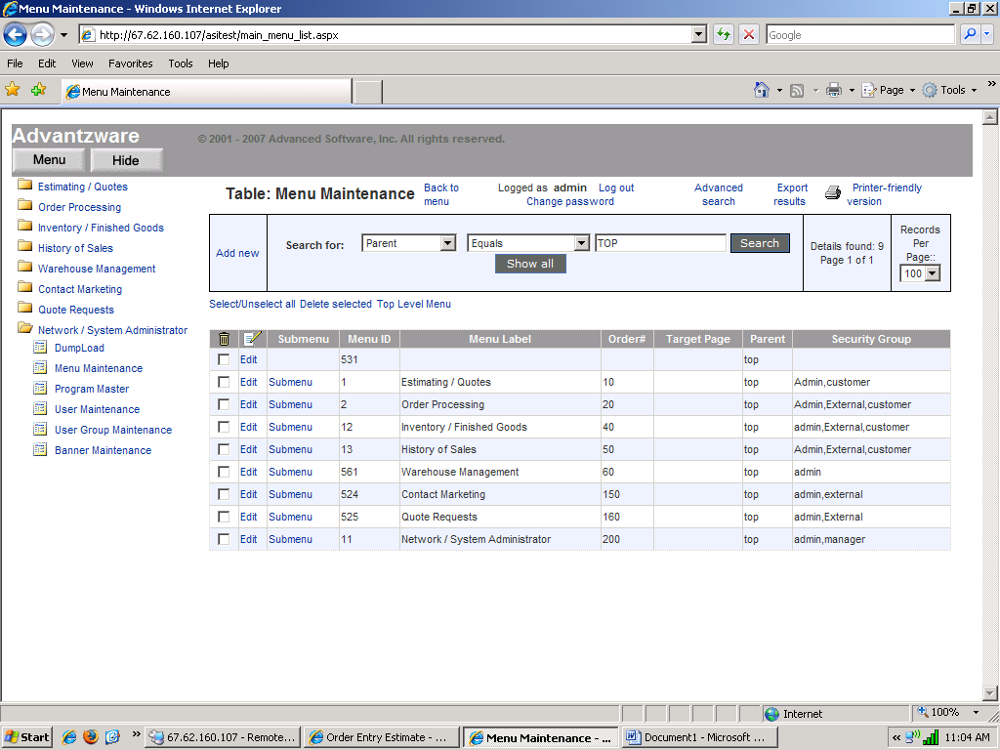 Menu Maintenance - Windows Internet Explorer
http://67.62.160.107/asitest/main_menu_list.aspx
Google
File Edit View Favorites Tools Help
Menu Maintenance
Page Tools »
Advantzware
© 2001 - 2007 Advanced Software, Inc. All rights reserved.
Menu Hide
Estimating / Quotes
Order Processing
Inventory / Finished Goods
History of Sales
Warehouse Management
Contact Marketing
Quote Requests
Network / System Administrator
DumpLoad
Menu Maintenance
Program Master
User Maintenance
User Group Maintenance
Banner Maintenance
Table: Menu Maintenance
Back to
menu
Logged as admin Log out
Change password
Advanced
search
Export
results
Printer-friendly
version
Add new
Search for: Parent Equals TOP Search
Show all
Details found: 9
Page 1 of 1
Records
Per
Page::
100
Select/Unselect all Delete selected Top Level Menu
Submenu Menu ID Menu Label Order# Target Page Parent Security Group
Edit 531 top
Edit Submenu 1 Estimating / Quotes 10 top Admin,customer
Edit Submenu 2 Order Processing 20 top Admin,External,customer
Edit Submenu 12 Inventory / Finished Goods 40 top admin,External,customer
Edit Submenu 13 History of Sales 50 top Admin,External,customer
Edit Submenu 561 Warehouse Management 60 top admin
Edit Submenu 524 Contact Marketing 150 top admin,external
Edit Submenu 525 Quote Requests 160 top admin,External
Edit Submenu 11 Network / System Administrator 200 top admin,manager
Internet 100%
Start » 67.62.160.107 - Remote... Order Entry Estimate - ... Menu Maintenance - ... Document1 - Microsoft ... « 11:04 AM